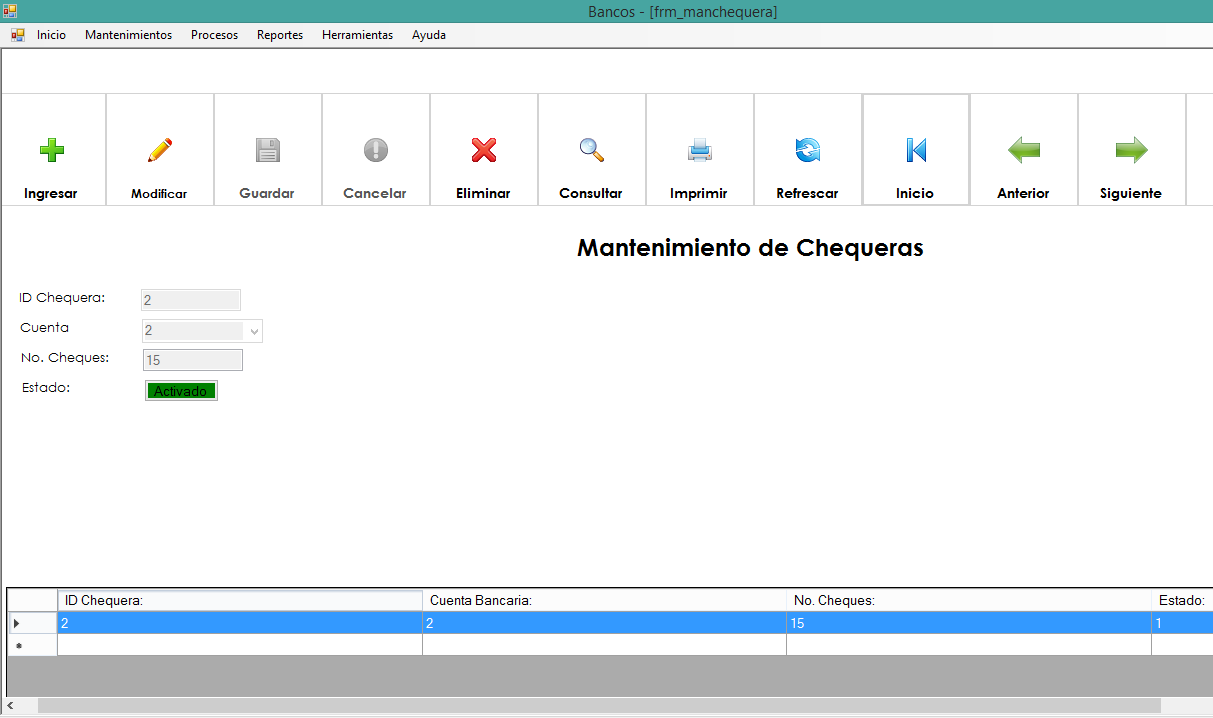 Bancos - [frm_manchequera]
Inicio Mantenimientos Procesos Reportes Herramientas Ayuda
Ingresar Modificar Guardar Cancelar Eliminar Consultar Imprimir Refrescar Inicio Anterior Siguiente
Mantenimiento de Chequeras
ID Chequera: 2
Cuenta 2
No. Cheques: 15
Estado: Activado
ID Chequera: Cuenta Bancaria: No. Cheques: Estado:
2 2 15 1